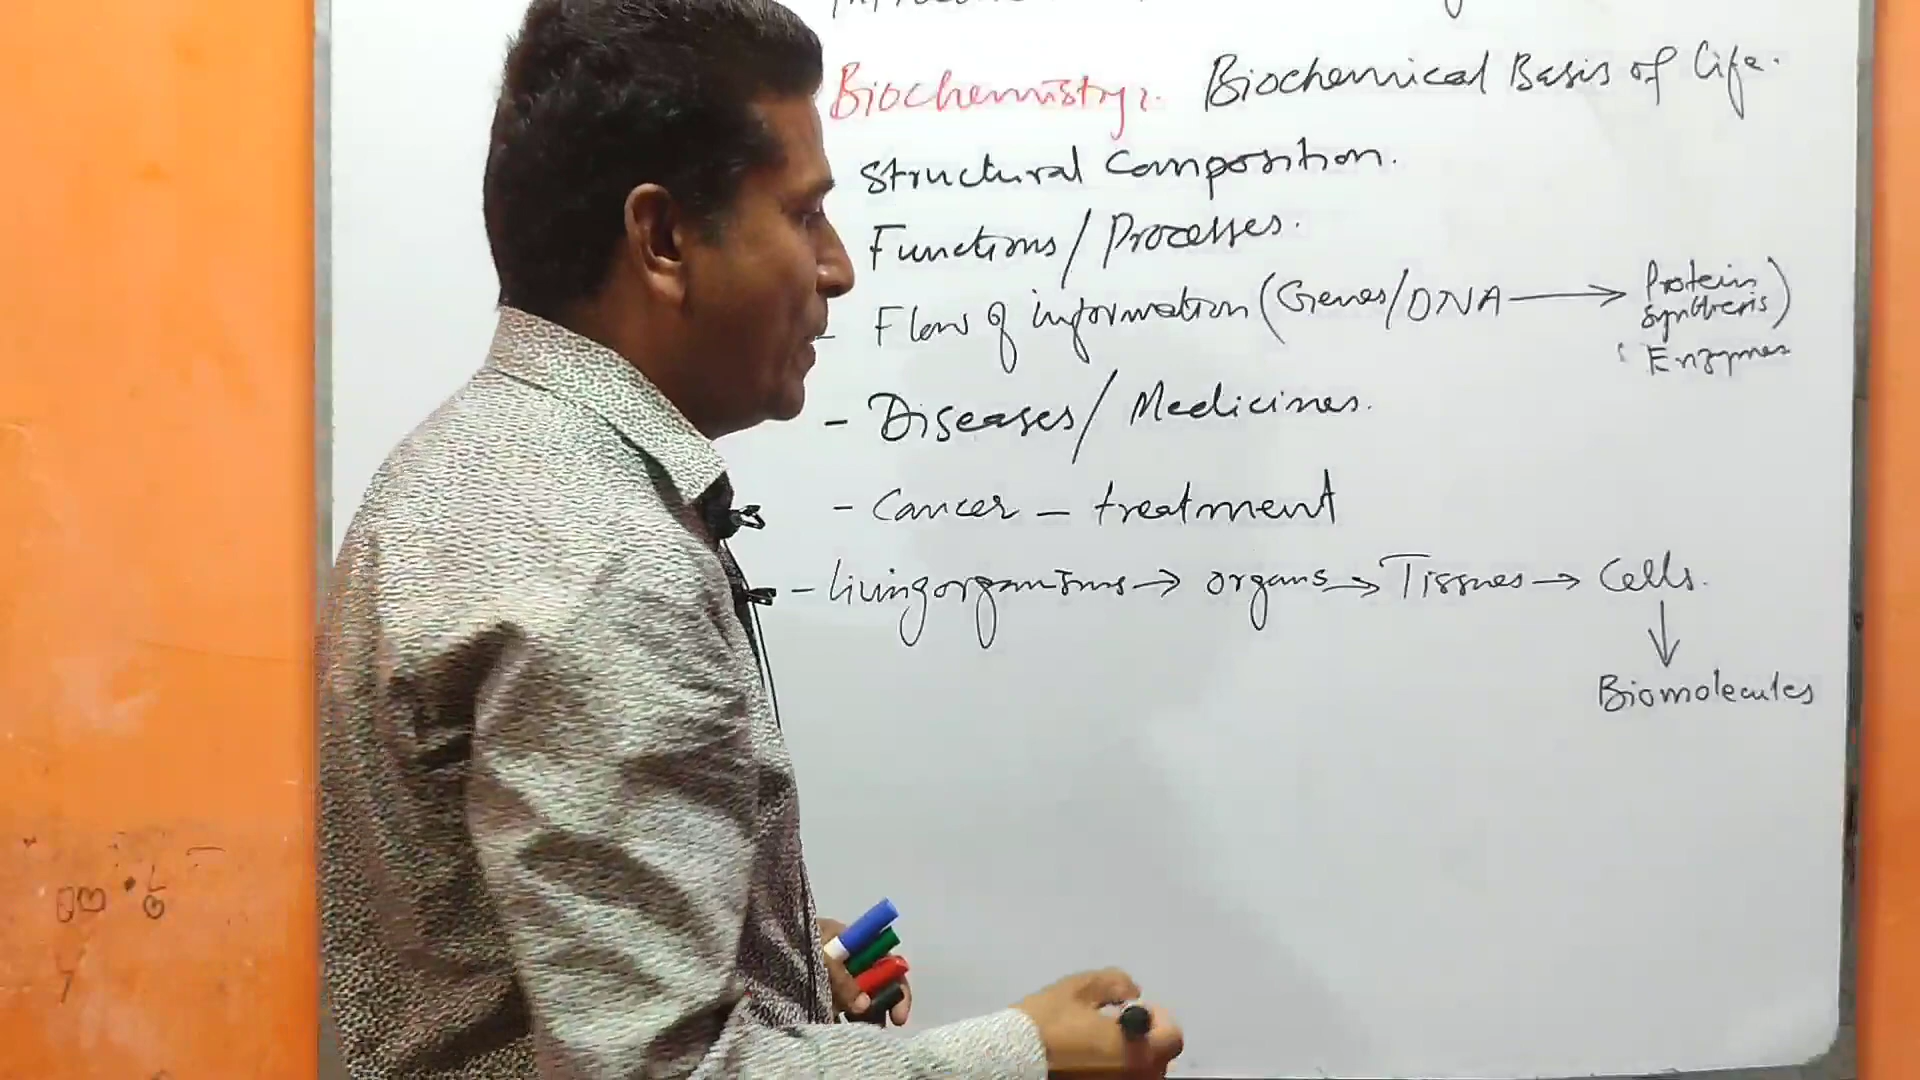 Biochemistry:. Biochemical Basis of life.
Structural Composition.
Functions/Processes.
- Flow of information (Genes/DNA → Protein
Synthesis)
: Enzymes
- Diseases/Medicines.
- Cancer - treatment
- living organisms → organs → Tissues → Cells.
↓
Biomolecules